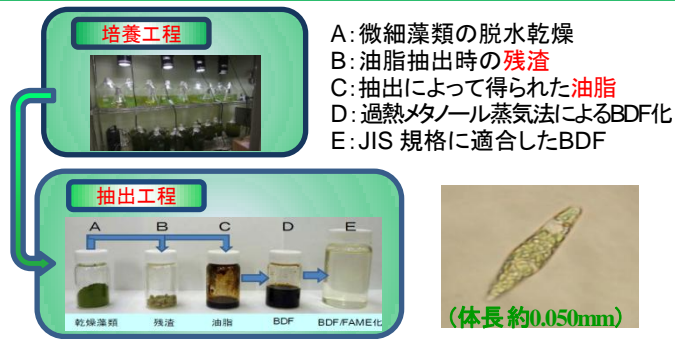 培養工程
A:微細藻類の脱水乾燥
B:油脂抽出時の残渣
C:抽出によって得られた油脂
D:過熱メタノール蒸気法によるBDF化
E:JIS 規格に適合したBDF
抽出工程
A B C D E
乾燥藻類 残渣 油脂 BDF BDF/FAME化
(体長約0.050mm)